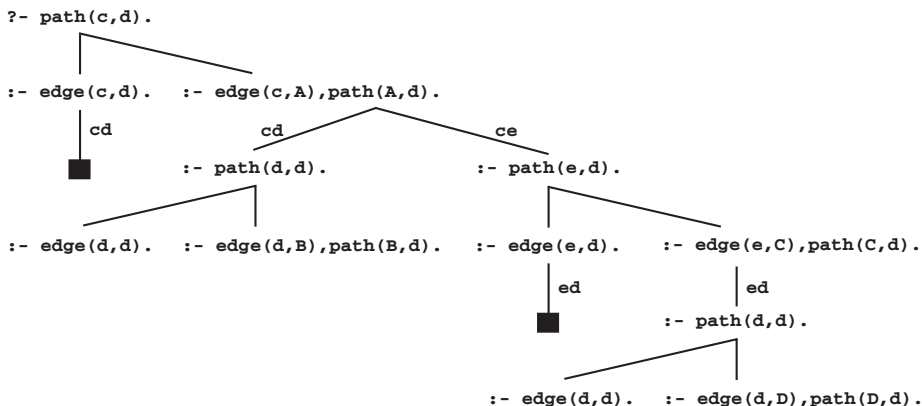 ?- path(c,d).
:- edge(c,d). :- edge(c,A),path(A,d).
cd cd ce
:- path(d,d). :- path(e,d).
:- edge(d,d). :- edge(d,B),path(B,d). :- edge(e,d). :- edge(e,C),path(C,d).
ed ed
:- path(d,d).
:- edge(d,d). :- edge(d,D),path(D,d).